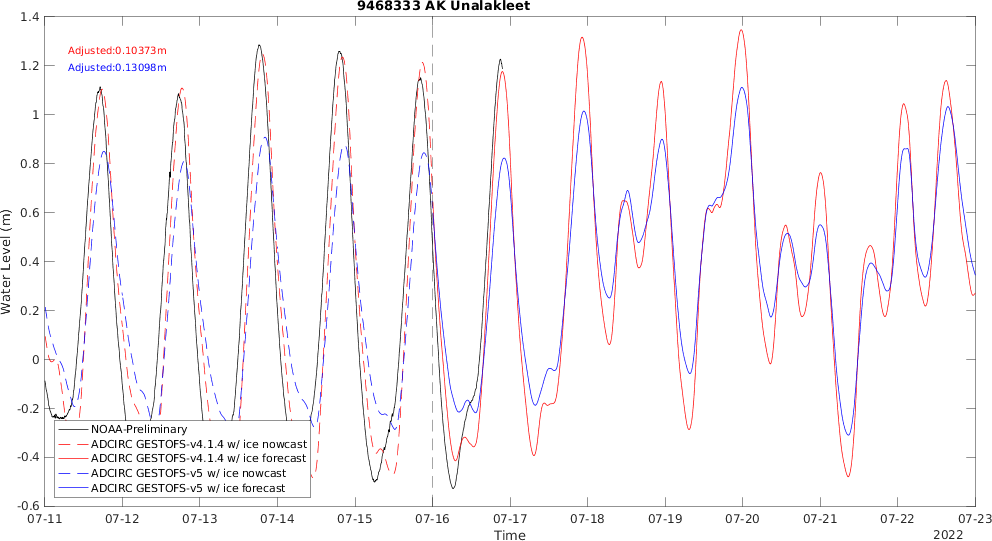 9468333 AK Unalakleet
Adjusted:0.10373m
Adjusted:0.13098m
Water Level (m)
1.4
1.2
1
0.8
0.6
0.4
0.2
0
-0.2
-0.4
-0.6
NOAA-Preliminary
ADCIRC GESTOFS-v4.1.4 w/ ice nowcast
ADCIRC GESTOFS-v4.1.4 w/ ice forecast
ADCIRC GESTOFS-v5 w/ ice nowcast
ADCIRC GESTOFS-v5 w/ ice forecast
07-11 07-12 07-13 07-14 07-15 07-16 07-17 07-18 07-19 07-20 07-21 07-22 07-23
Time
2022